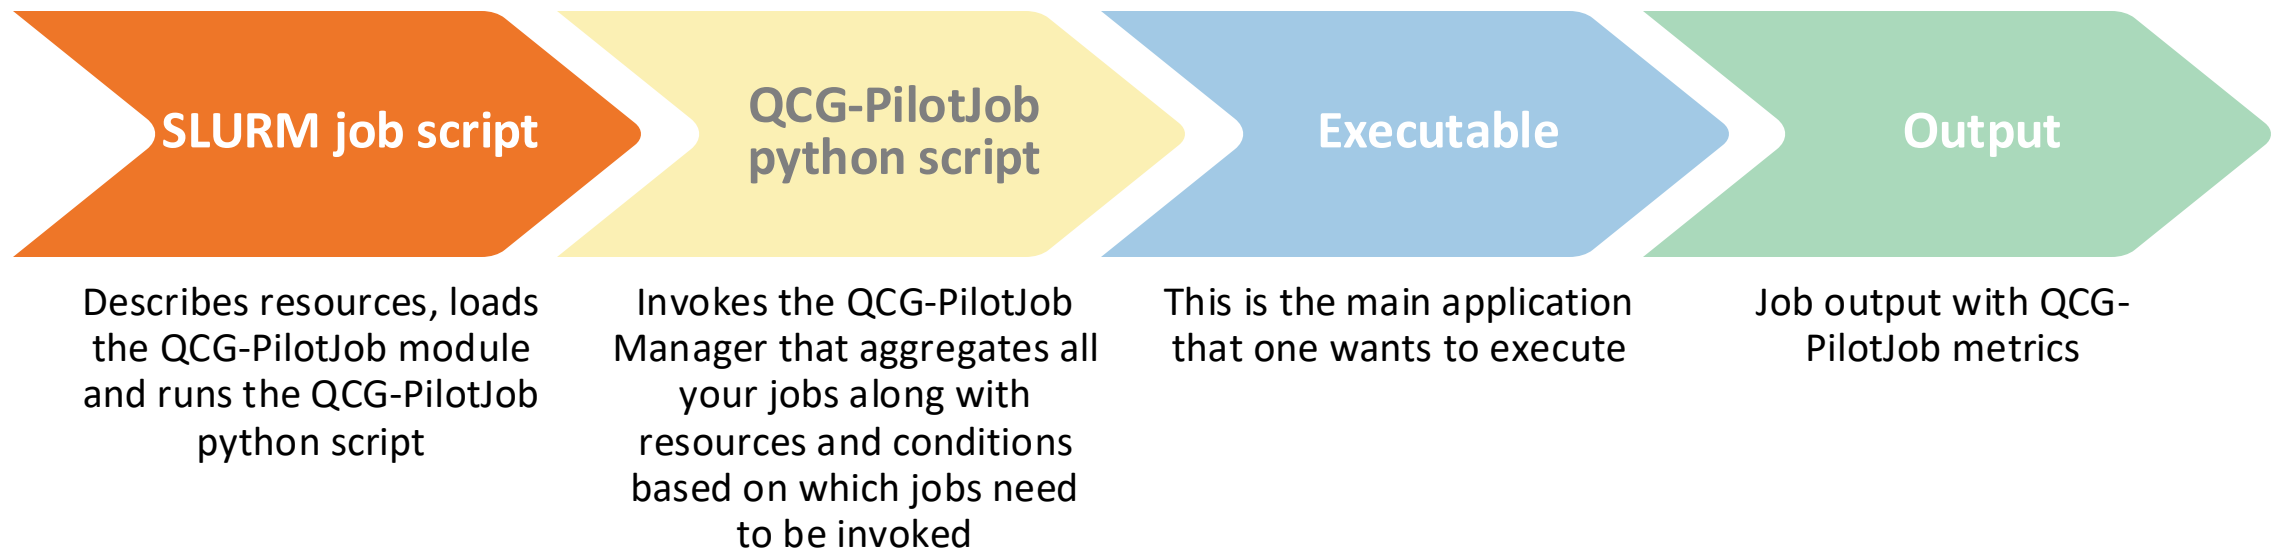 SLURM job script
QCG-PilotJob
python script
Executable
Output
Describes resources, loads
the QCG-PilotJob module
and runs the QCG-PilotJob
python script
Invokes the QCG-PilotJob
Manager that aggregates all
your jobs along with
resources and conditions
based on which jobs need
to be invoked
This is the main application
that one wants to execute
Job output with QCG-
PilotJob metrics